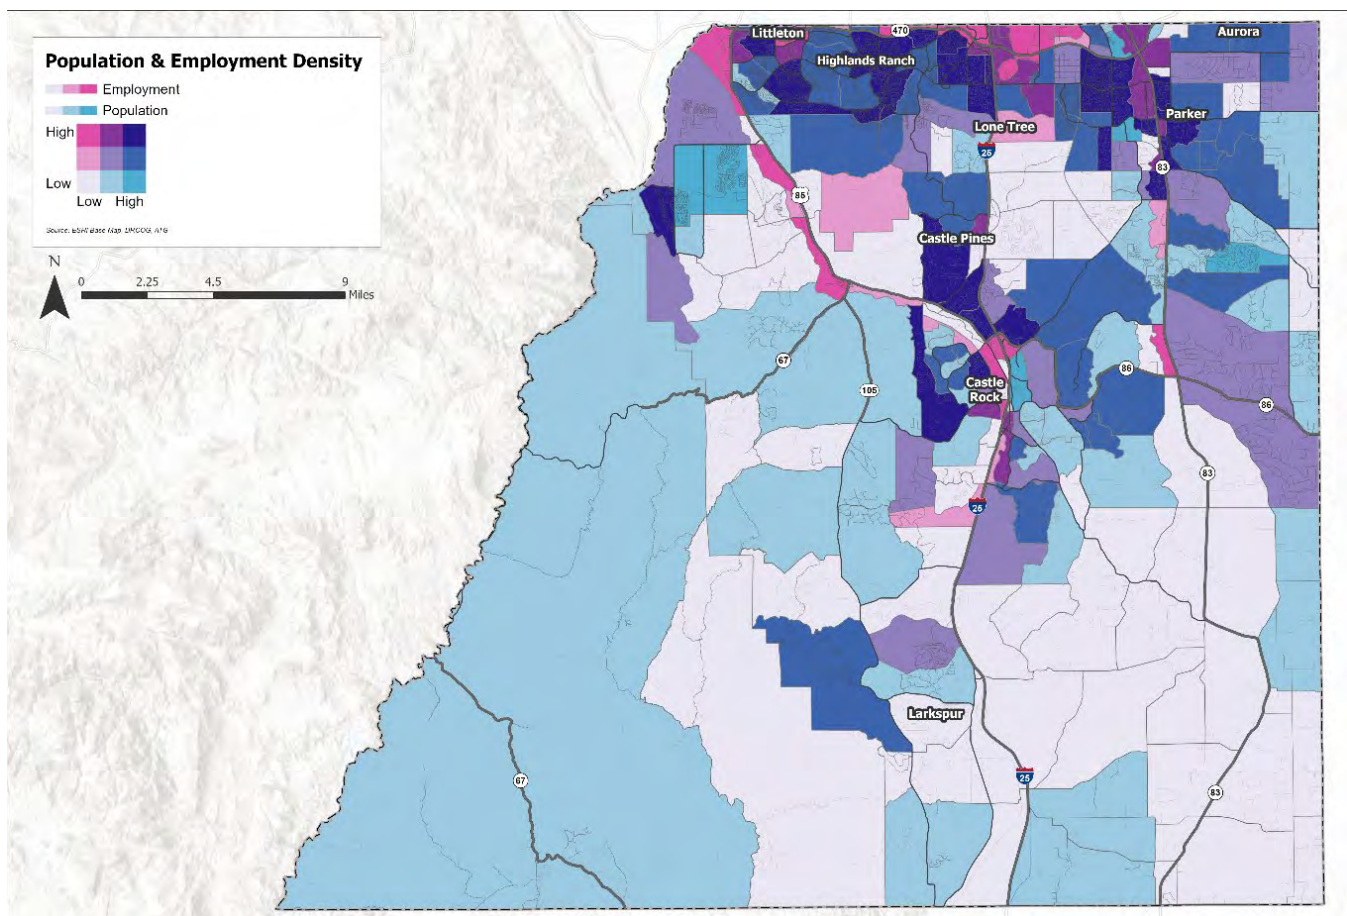 Population & Employment Density
Employment
Population
High
Low
Low High
Source: ESRI Base Map, DRCOG, ATG
N
0 2.25 4.5 9
Miles
Littleton
470
Aurora
Highlands Ranch
Parker
Lone Tree
25
83
85
Castle Pines
67
86
105
Castle
Rock
86
83
25
Larkspur
67
25
83